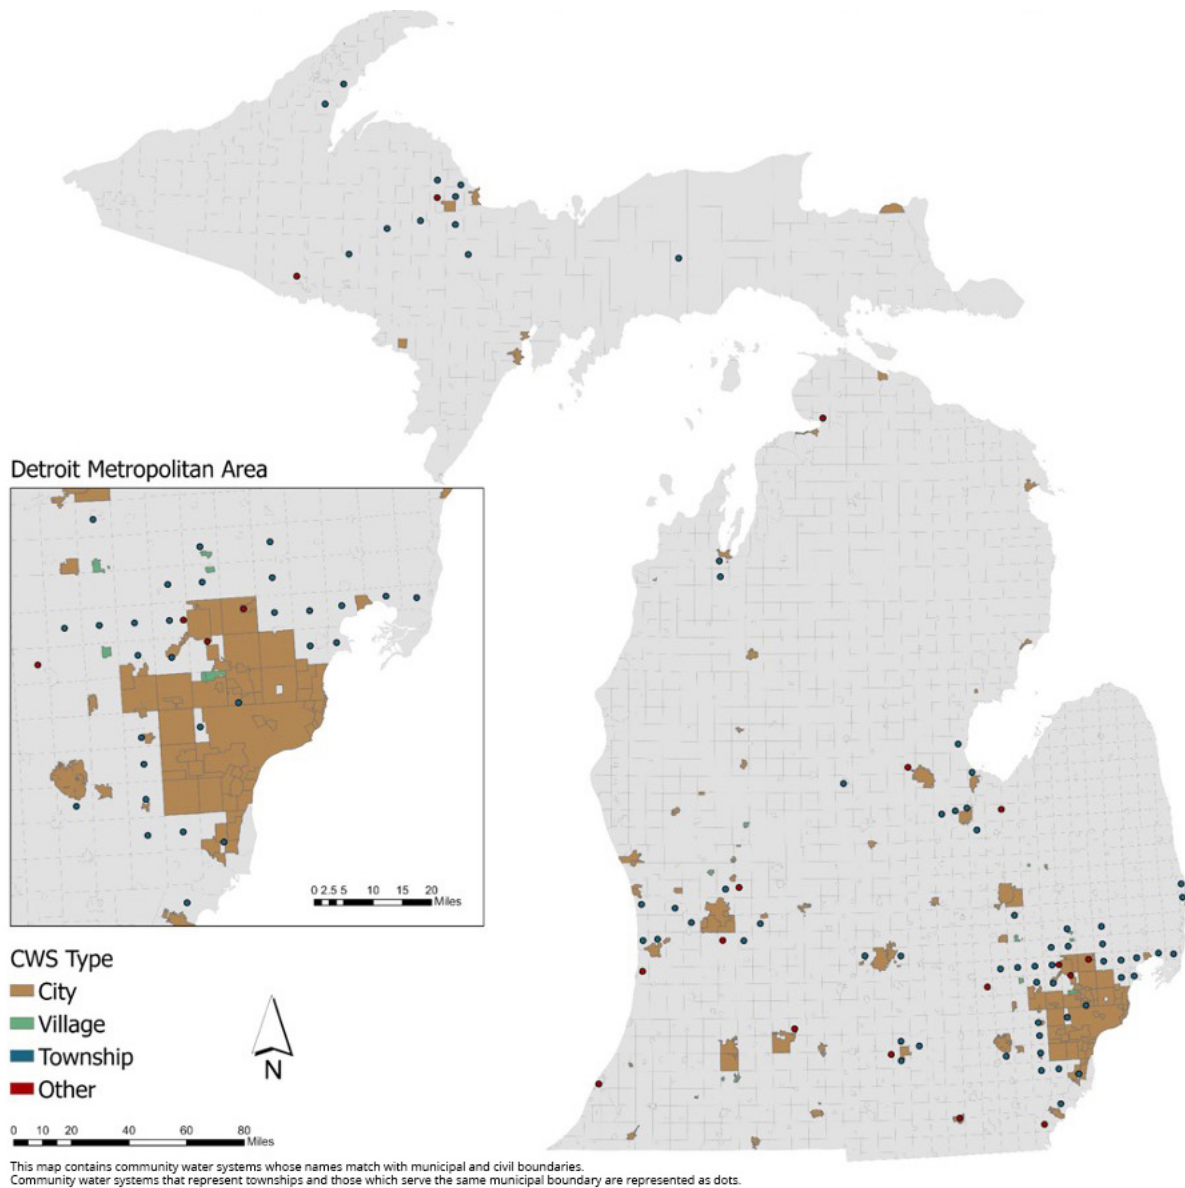 Detroit Metropolitan Area
0 2.5 5 10 15 20
Miles
CWS Type
City
Village
Township
Other
N
0 10 20 40 60 80
Miles
This map contains community water systems whose names match with municipal and civil boundaries.
Community water systems that represent townships and those which serve the same municipal boundary are represented as dots.